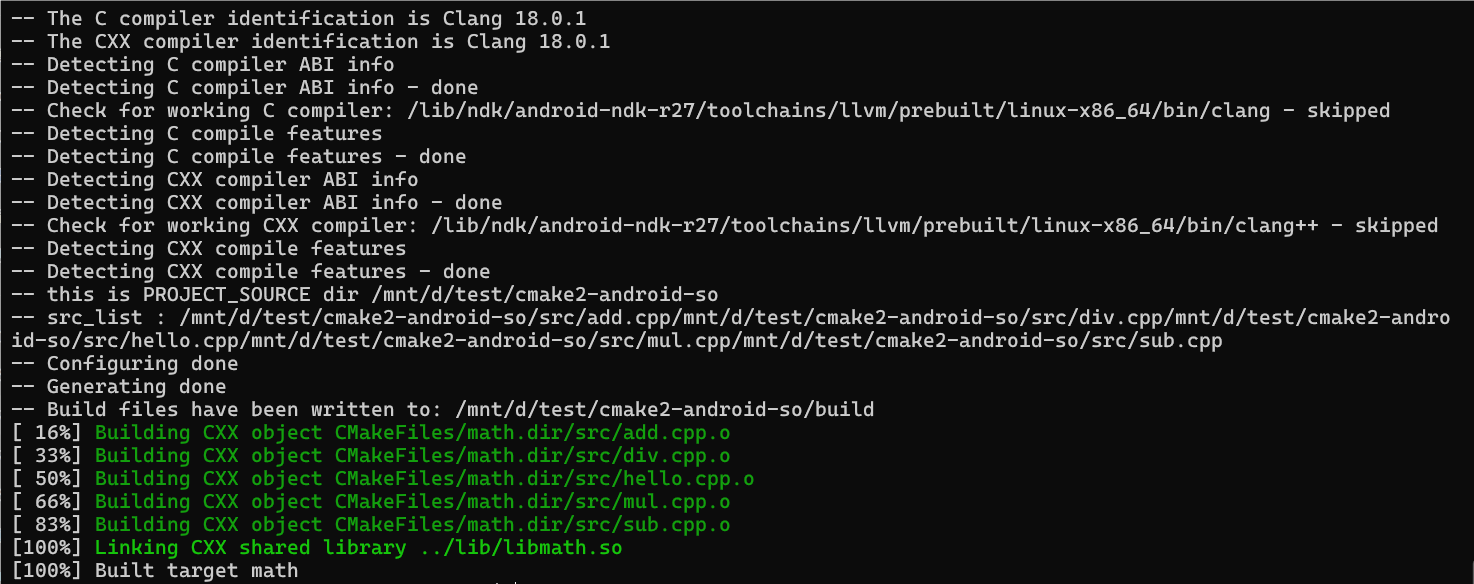 -- The C compiler identification is Clang 18.0.1
-- The CXX compiler identification is Clang 18.0.1
-- Detecting C compiler ABI info
-- Detecting C compiler ABI info - done
-- Check for working C compiler: /lib/ndk/android-ndk-r27/toolchains/llvm/prebuilt/linux-x86_64/bin/clang - skipped
-- Detecting C compile features
-- Detecting C compile features - done
-- Detecting CXX compiler ABI info
-- Detecting CXX compiler ABI info - done
-- Check for working CXX compiler: /lib/ndk/android-ndk-r27/toolchains/llvm/prebuilt/linux-x86_64/bin/clang++ - skipped
-- Detecting CXX compile features
-- Detecting CXX compile features - done
-- this is PROJECT_SOURCE dir /mnt/d/test/cmake2-android-so
-- src_list : /mnt/d/test/cmake2-android-so/src/add.cpp/mnt/d/test/cmake2-android-so/src/div.cpp/mnt/d/test/cmake2-andro
id-so/src/hello.cpp/mnt/d/test/cmake2-android-so/src/mul.cpp/mnt/d/test/cmake2-android-so/src/sub.cpp
-- Configuring done
-- Generating done
-- Build files have been written to: /mnt/d/test/cmake2-android-so/build
[ 16%] Building CXX object CMakeFiles/math.dir/src/add.cpp.o
[ 33%] Building CXX object CMakeFiles/math.dir/src/div.cpp.o
[ 50%] Building CXX object CMakeFiles/math.dir/src/hello.cpp.o
[ 66%] Building CXX object CMakeFiles/math.dir/src/mul.cpp.o
[ 83%] Building CXX object CMakeFiles/math.dir/src/sub.cpp.o
[100%] Linking CXX shared library ../lib/libmath.so
[100%] Built target math